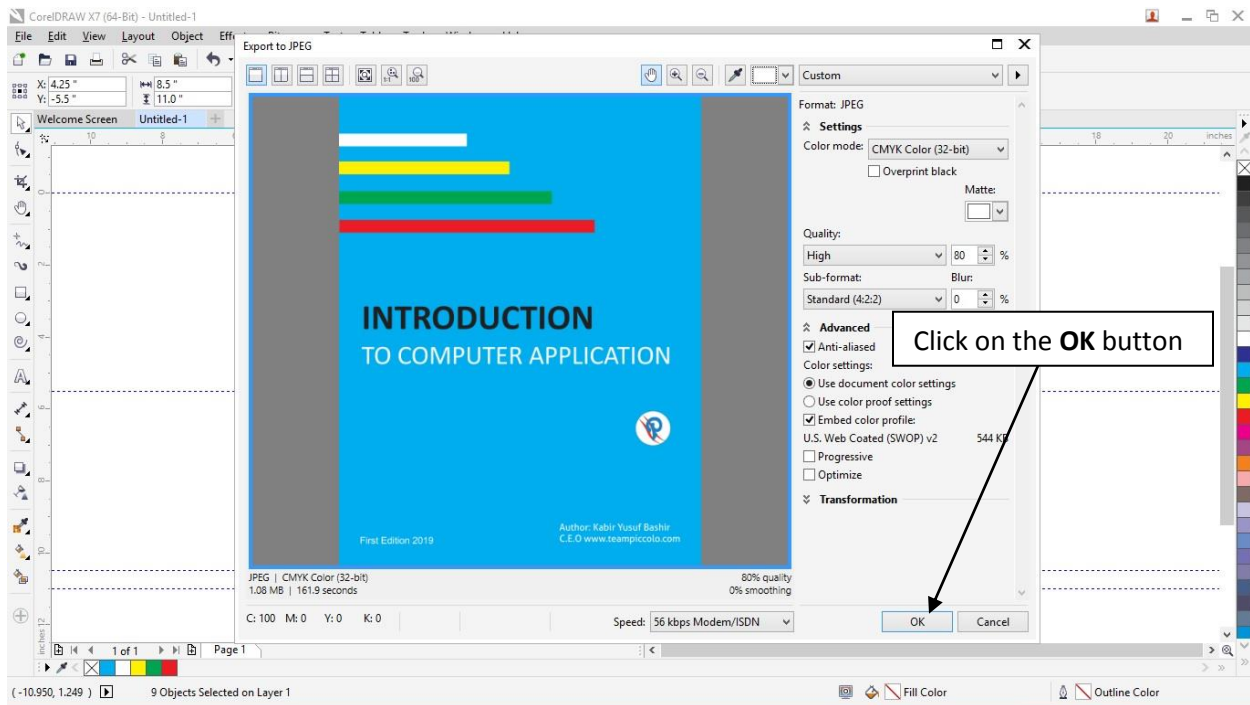 CorelDRAW X7 (64-Bit) - Untitled-1
File Edit View Layout Object
Export to JPEG
X: 4.25 "
Y: -5.5 "
8.5 "
11.0 "
1:1
100%
Custom
Welcome Screen Untitled-1
10 8 18 20 inches
Format: JPEG
Settings
Color mode: CMYK Color (32-bit)
Overprint black
Matte:
Quality:
High 80 %
Sub-format: Blur:
Standard (4:2:2) 0 %
Advanced
Anti-aliased
Color settings:
Use document color settings
Use color proof settings
Embed color profile:
U.S. Web Coated (SWOP) v2 544 KB
Progressive
Optimize
Transformation
Click on the OK button
INTRODUCTION
TO COMPUTER APPLICATION
First Edition 2019
Author: Kabir Yusuf Bashir
C.E.O www.teampiccolo.com
JPEG | CMYK Color (32-bit) 80% quality
1.08 MB | 161.9 seconds 0% smoothing
C: 100 M: 0 Y: 0 K: 0
Speed: 56 kbps Modem/ISDN
OK Cancel
1 of 1 Page 1
( -10.950, 1.249 ) 9 Objects Selected on Layer 1 Fill Color Outline Color